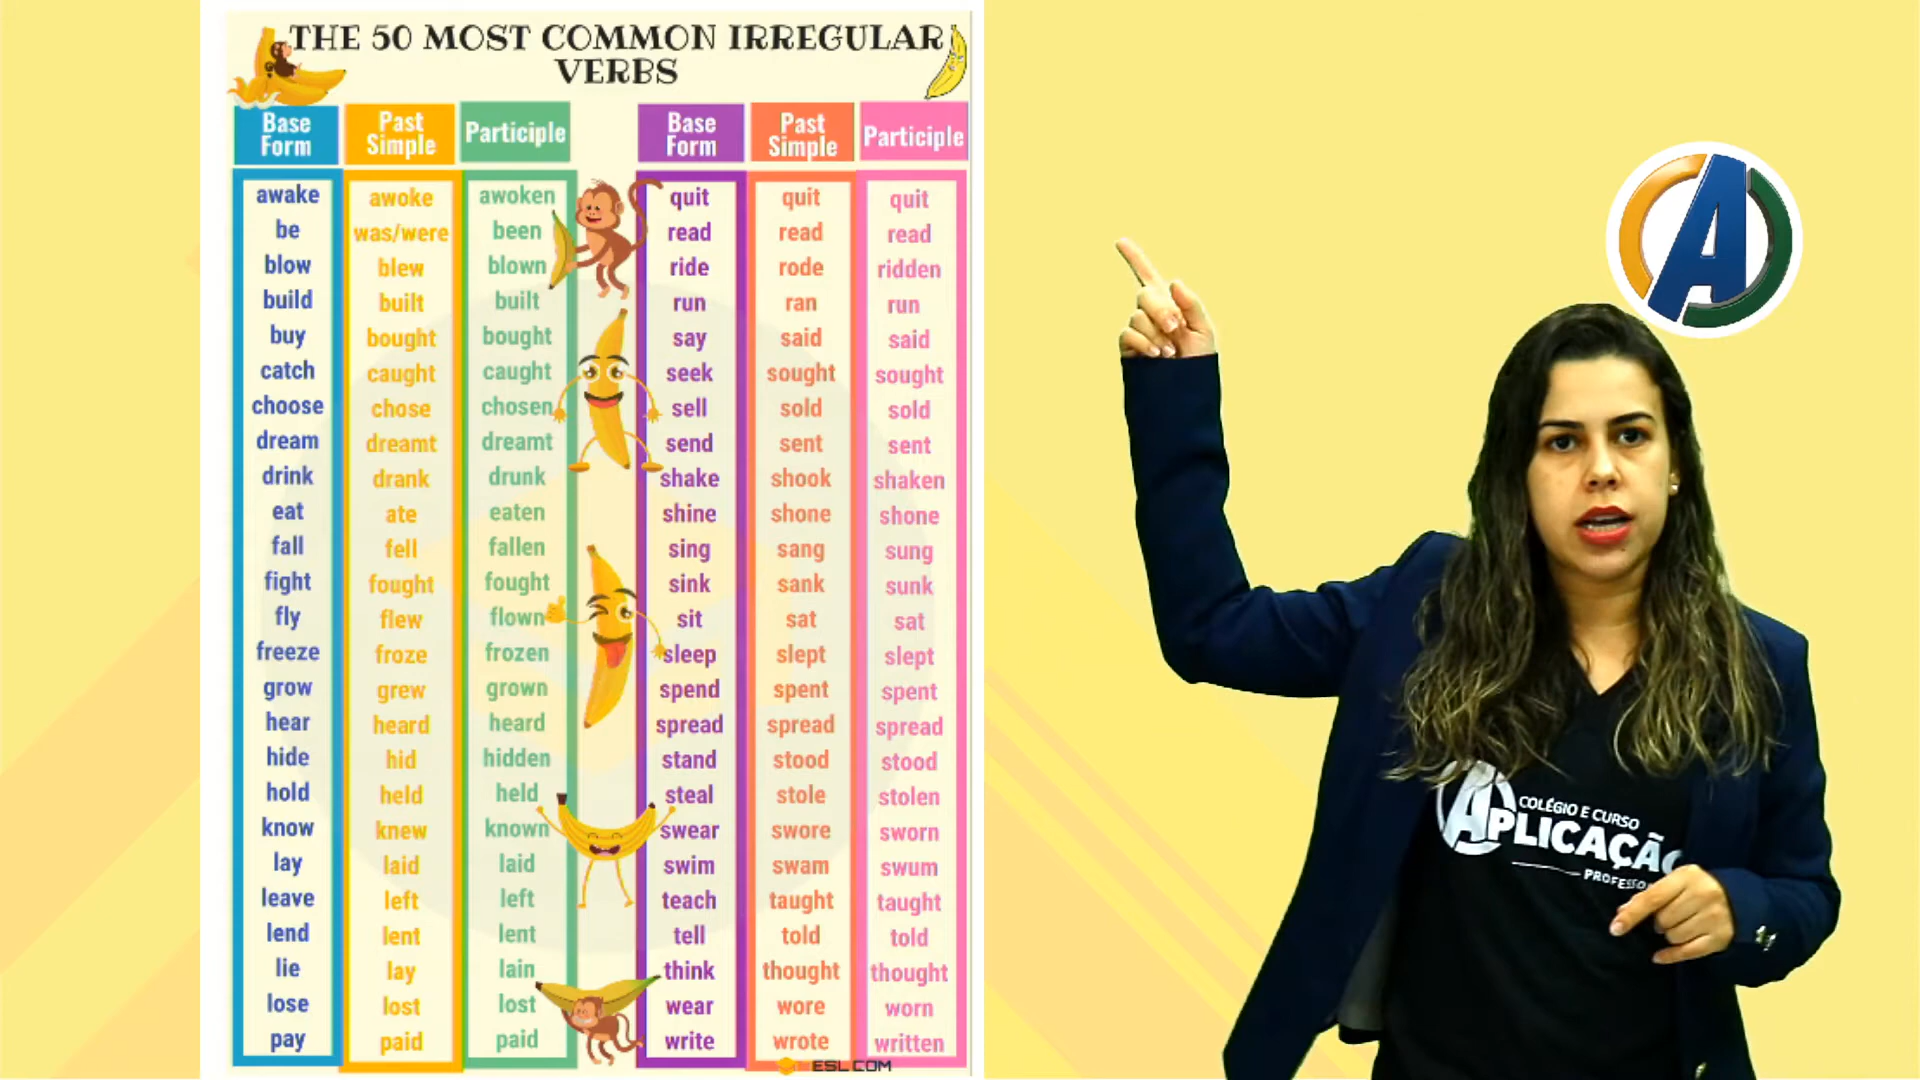 THE 50 MOST COMMON IRREGULAR
VERBS
Base Form Past Simple Participle
awake awoke awoken
be was/were been
blow blew blown
build built built
buy bought bought
catch caught caught
choose chose chosen
dream dreamt dreamt
drink drank drunk
eat ate eaten
fall fell fallen
fight fought fought
fly flew flown
freeze froze frozen
grow grew grown
hear heard heard
hide hid hidden
hold held held
know knew known
lay laid laid
leave left left
lend lent lent
lie lay lain
lose lost lost
pay paid paid
Base Form Past Simple Participle
quit quit quit
read read read
ride rode ridden
run ran run
say said said
seek sought sought
sell sold sold
send sent sent
shake shook shaken
shine shone shone
sing sang sung
sink sank sunk
sit sat sat
sleep slept slept
spend spent spent
spread spread spread
stand stood stood
steal stole stolen
swear swore sworn
swim swam swum
teach taught taught
tell told told
think thought thought
wear wore worn
write wrote written
ESL.COM
A
COLÉGIO E CURSO
APLICAÇÃO